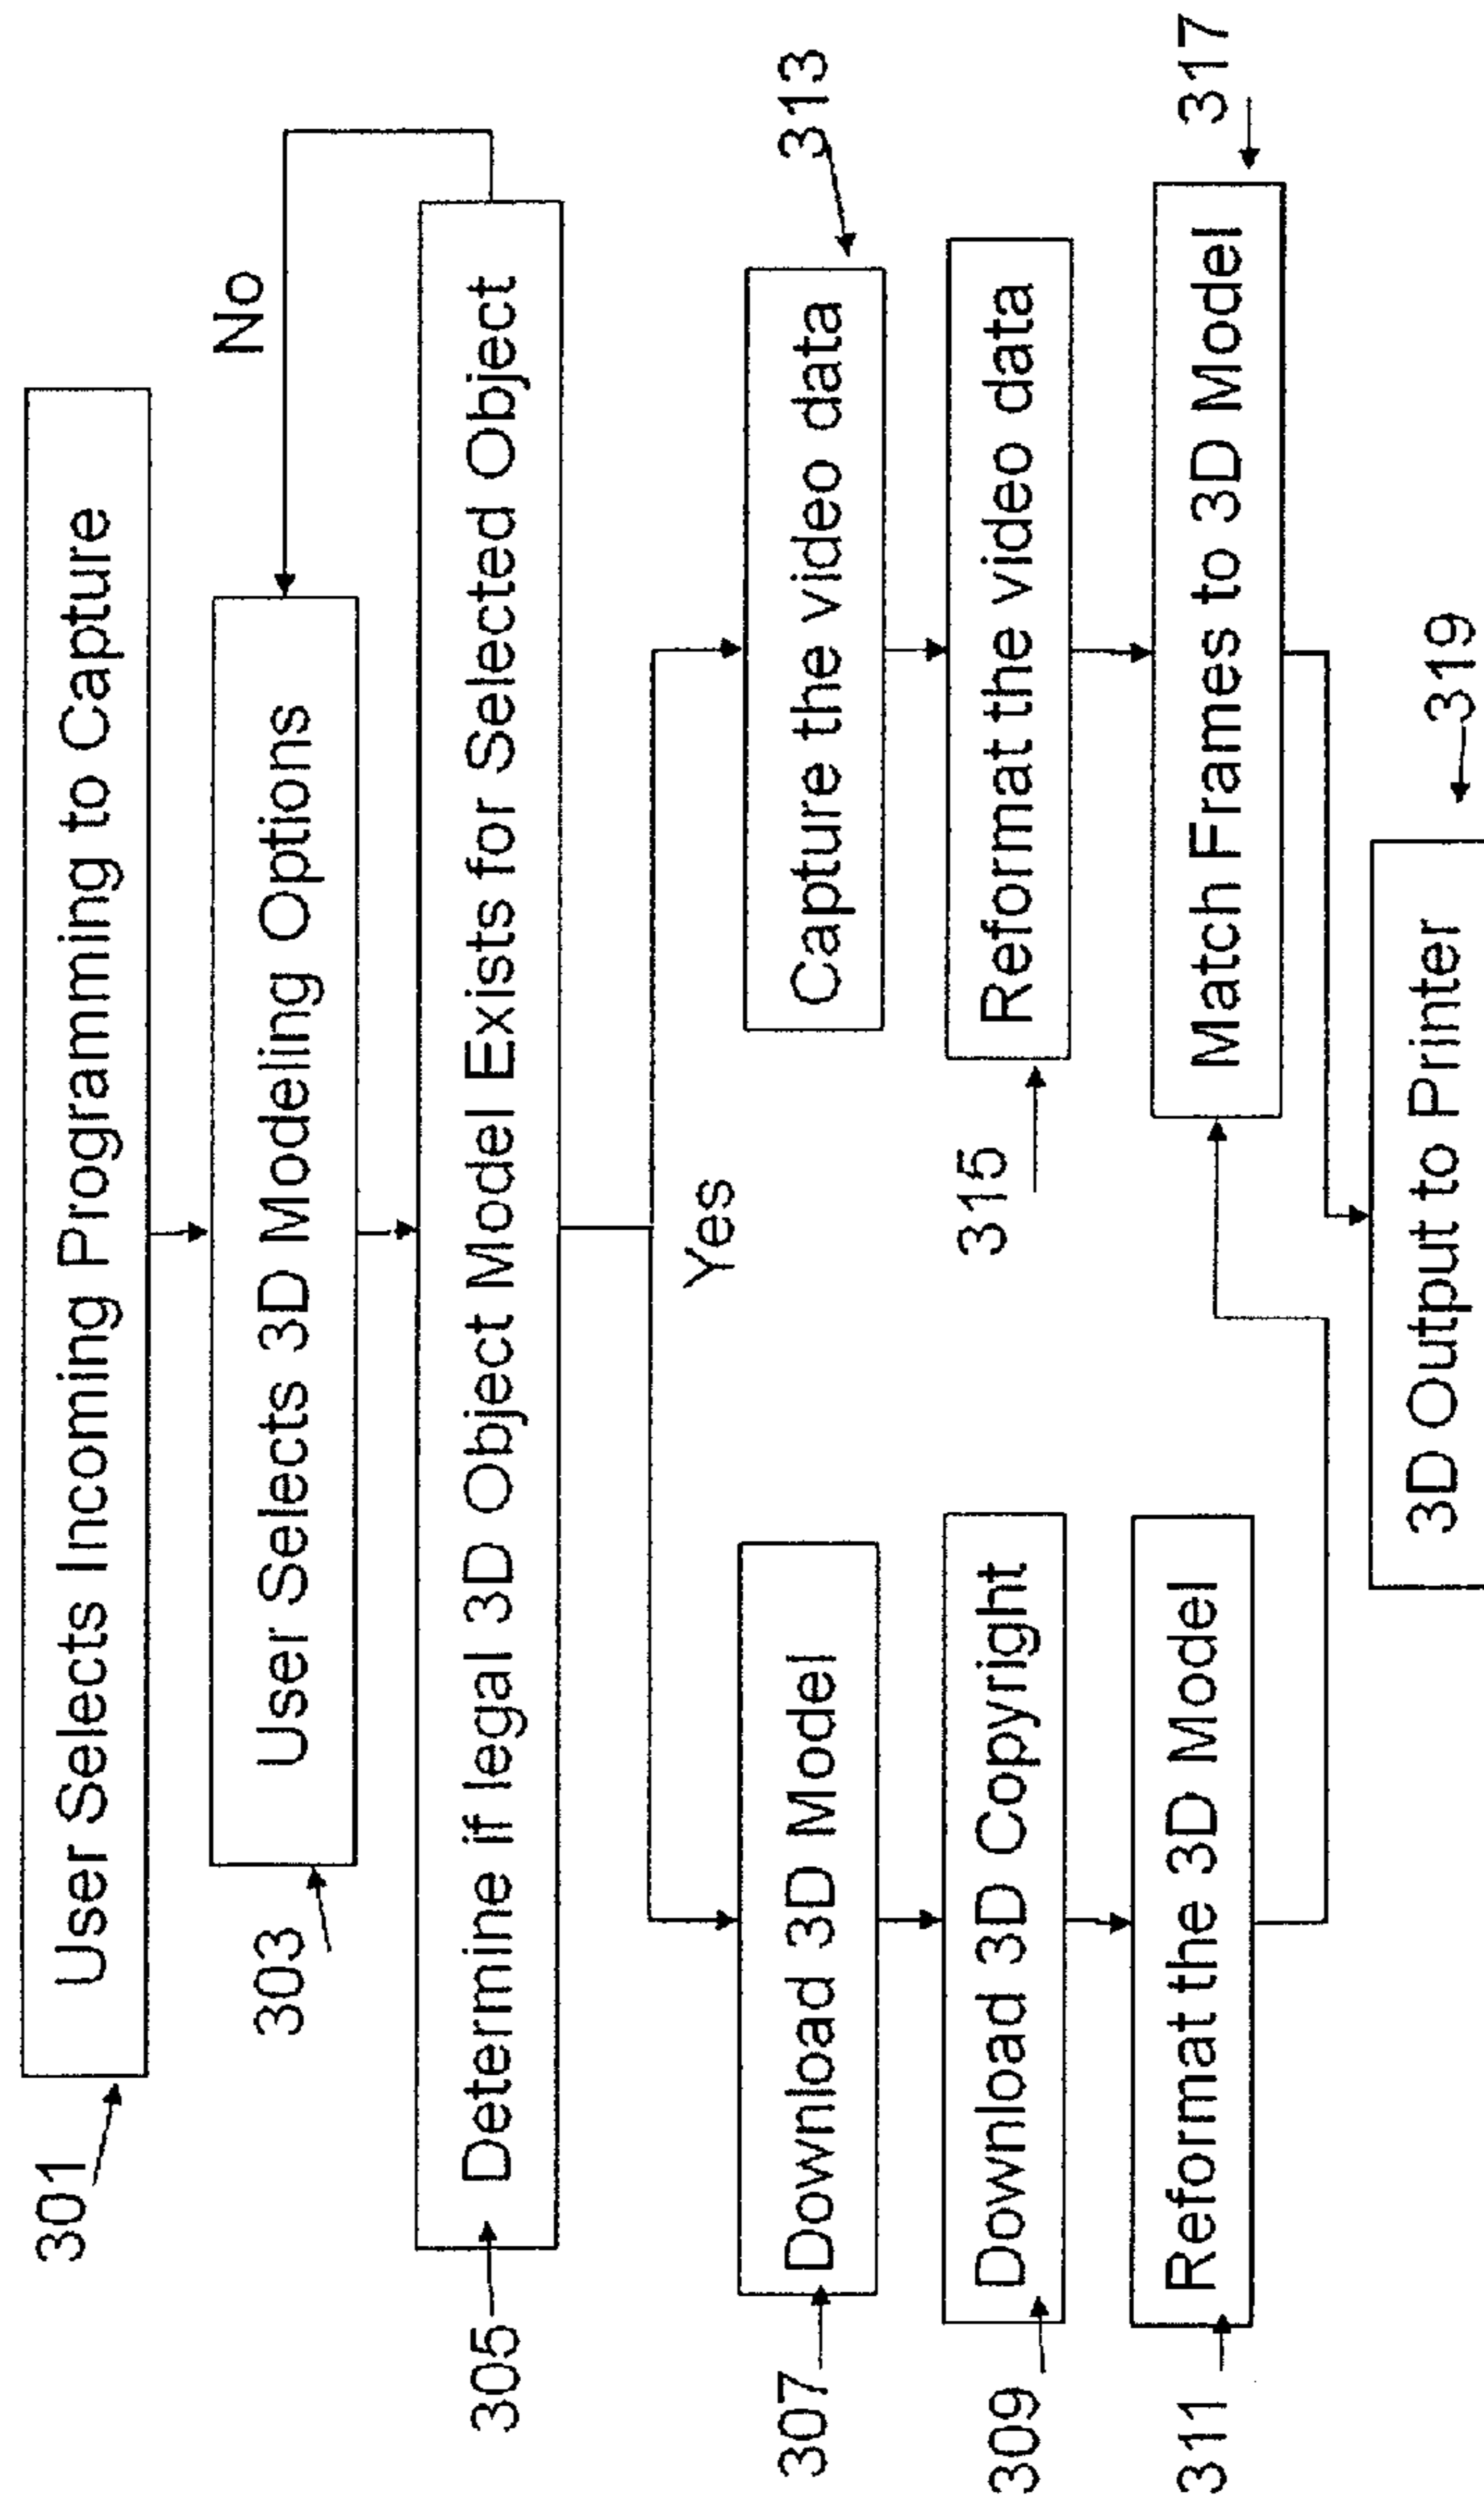 301
User Selects Incoming Programming to Capture
303
User Selects 3D Modeling Options
No
305
Determine if legal 3D Object Model Exists for Selected Object
Yes
307
Download 3D Model
Capture the video data
313
309
Download 3D Copyright
315
Reformat the video data
311
Reformat the 3D Model
Match Frames to 3D Model
317
3D Output to Printer
319